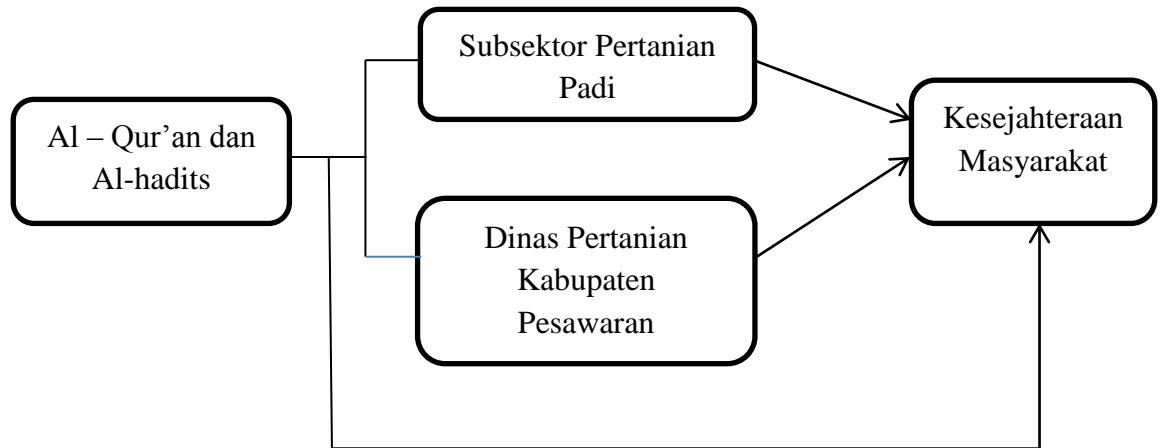 Al – Qur’an dan
Al-hadits
Subsektor Pertanian
Padi
Dinas Pertanian
Kabupaten
Pesawaran
Kesejahteraan
Masyarakat